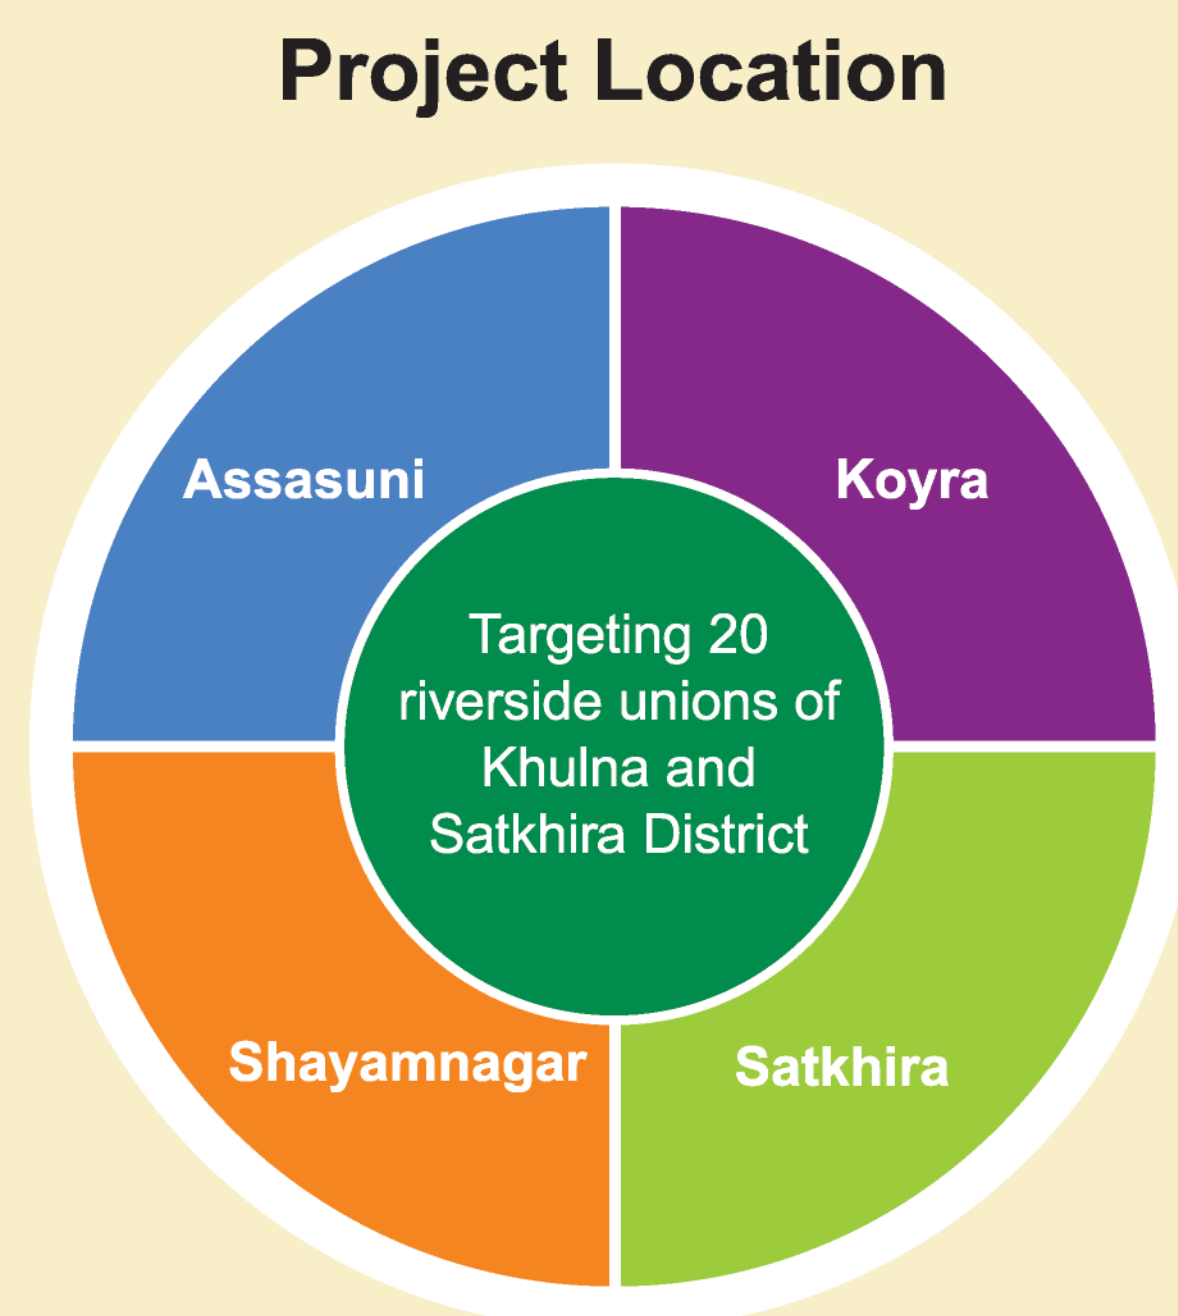 Project Location
Assasuni
Koyra
Targeting 20
riverside unions of
Khulna and
Satkhira District
Shayamnagar
Satkhira